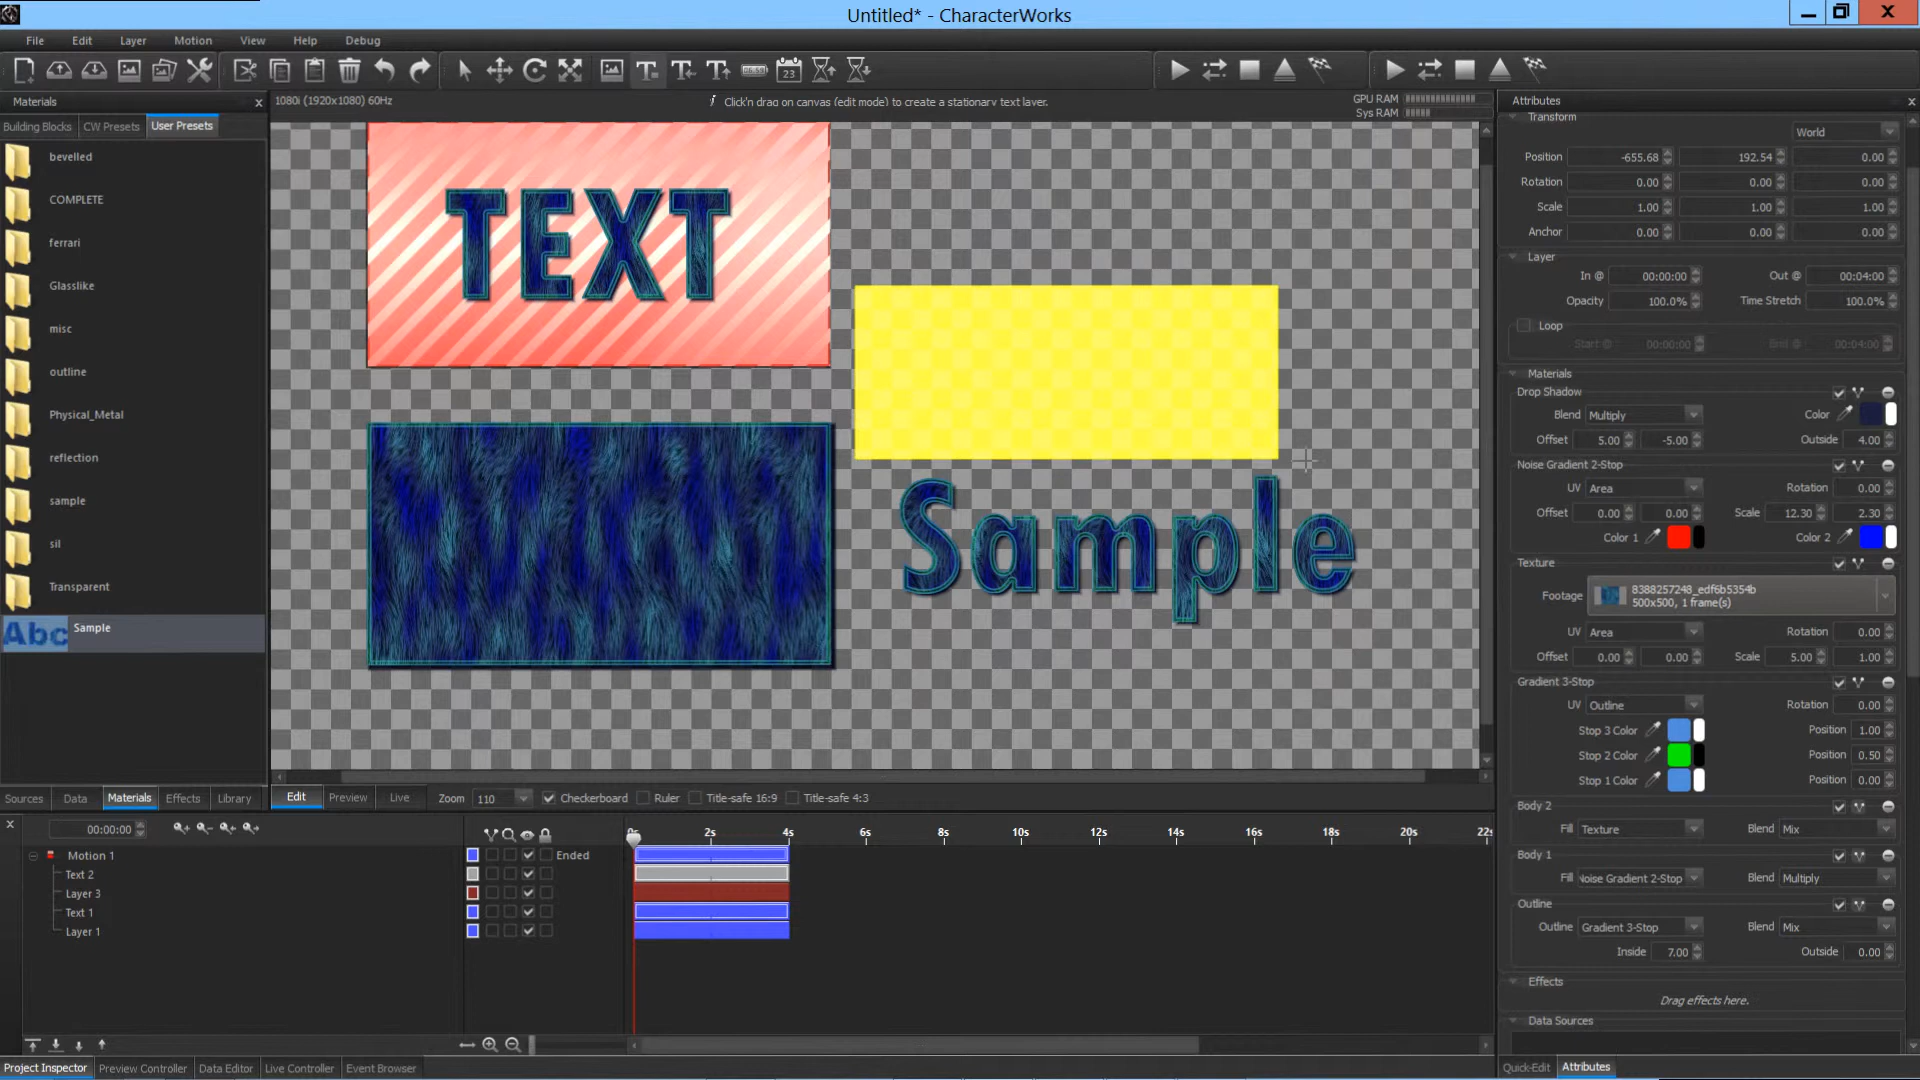 Untitled* - CharacterWorks
File Edit Layer Motion View Help Debug
23
Materials
1080i (1920x1080) 60Hz
Click'n drag on canvas (edit mode) to create a stationary text layer.
GPU RAM
Sys RAM
Attributes
Building Blocks CW Presets User Presets
bevelled
COMPLETE
ferrari
Glasslike
misc
outline
Physical_Metal
reflection
sample
sil
Transparent
Abc Sample
TEXT
Sample
Transform
World
Position -655.68 192.54 0.00
Rotation 0.00 0.00 0.00
Scale 1.00 1.00 1.00
Anchor 0.00 0.00 0.00
Layer
In @ 00:00:00 Out @ 00:04:00
Opacity 100.0% Time Stretch 100.0%
Loop
Start @ 00:00:00 End @ 00:04:00
Materials
Drop Shadow
Blend Multiply Color
Offset 5.00 -5.00 Outside 4.00
Noise Gradient 2-Stop
UV Area Rotation 0.00
Offset 0.00 0.00 Scale 12.30 2.30
Color 1 Color 2
Texture
Footage 8388257248_edf6b5354b
500x500, 1 frame(s)
UV Area Rotation 0.00
Offset 0.00 0.00 Scale 5.00 1.00
Gradient 3-Stop
UV Outline Rotation 0.00
Stop 3 Color Position 1.00
Stop 2 Color Position 0.50
Stop 1 Color Position 0.00
Body 2
Fill Texture Blend Mix
Body 1
Fill Noise Gradient 2-Stop Blend Multiply
Outline
Outline Gradient 3-Stop Blend Mix
Inside 7.00 Outside 0.00
Effects
Drag effects here.
Data Sources
Sources Data Materials Effects Library
Edit Preview Live Zoom 110 Checkerboard Ruler Title-safe 16:9 Title-safe 4:3
00:00:00
0s 2s 4s 6s 8s 10s 12s 14s 16s 18s 20s 22s
Motion 1 Ended
Text 2
Layer 3
Text 1
Layer 1
Project Inspector Preview Controller Data Editor Live Controller Event Browser
Quick-Edit Attributes